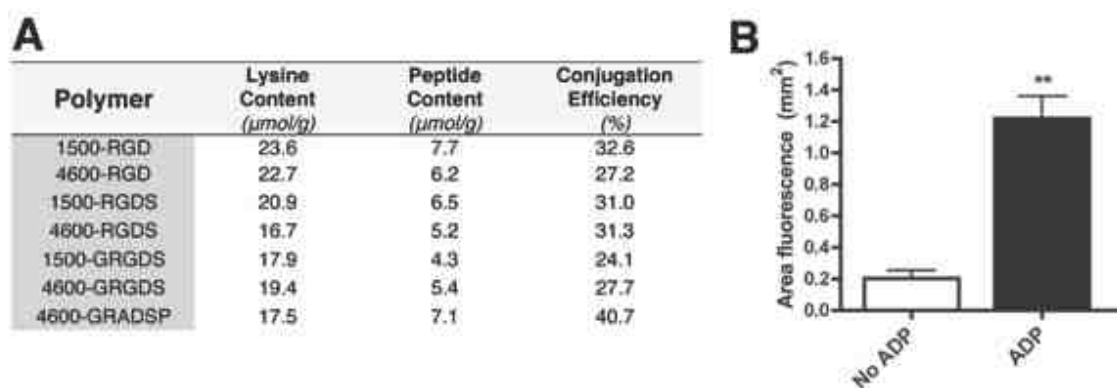 A
Polymer Lysine Content (µmol/g) Peptide Content (µmol/g) Conjugation Efficiency (%)
1500-RGD 23.6 7.7 32.6
4600-RGD 22.7 6.2 27.2
1500-RGDS 20.9 6.5 31.0
4600-RGDS 16.7 5.2 31.3
1500-GRGDS 17.9 4.3 24.1
4600-GRGDS 19.4 5.4 27.7
4600-GRADSP 17.5 7.1 40.7
B
Area fluorescence (mm²)
1.6
1.4
1.2
1.0
0.8
0.6
0.4
0.2
0.0
**
No ADP
ADP